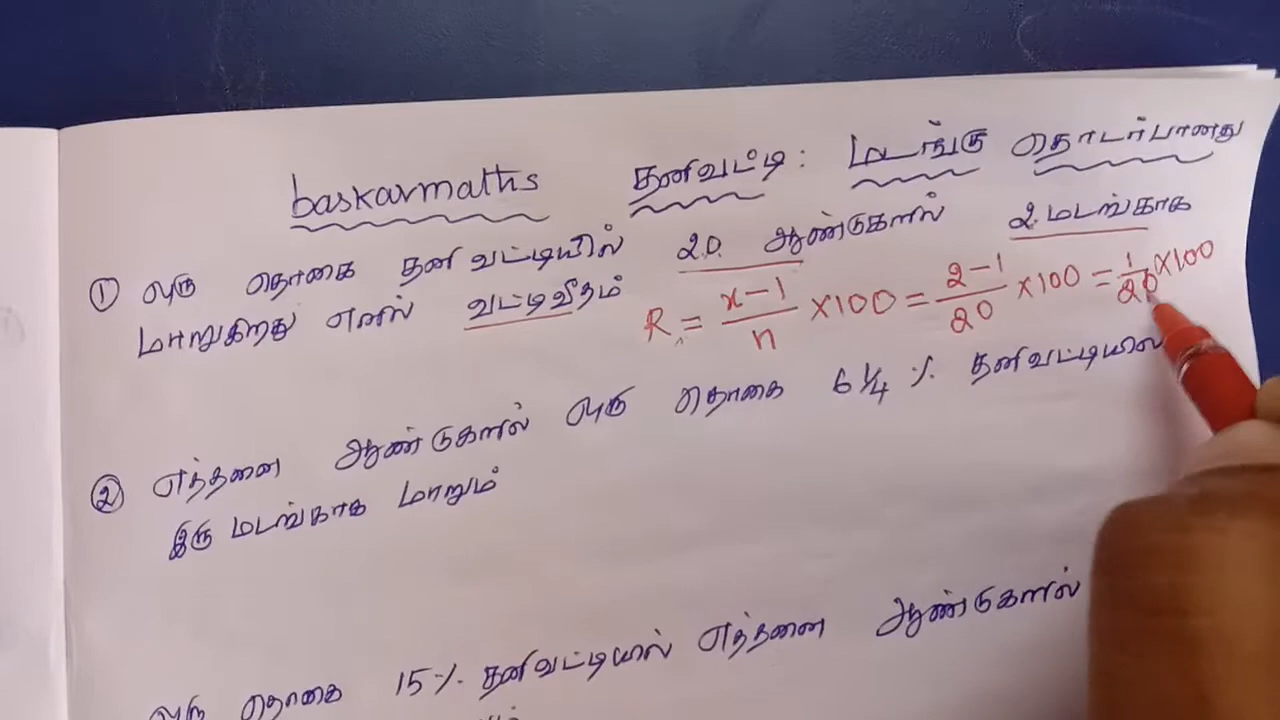 baskarmaths தனிவட்டி : மடங்கு தொடர்பானது
① ஒரு தொகை தனி வட்டியில் 20 ஆண்டுகளில் 2 மடங்காக
மாறுகிறது எனில் வட்டிவீதம் R = x-1/n ×100 = 2-1/20 ×100 = 1/20 ×100
② எத்தனை ஆண்டுகளில் ஒரு தொகை 6 1/4 % தனிவட்டியில்
இரு மடங்காக மாறும்
ஒரு தொகை 15% தனிவட்டியில் எத்தனை ஆண்டுகளில்